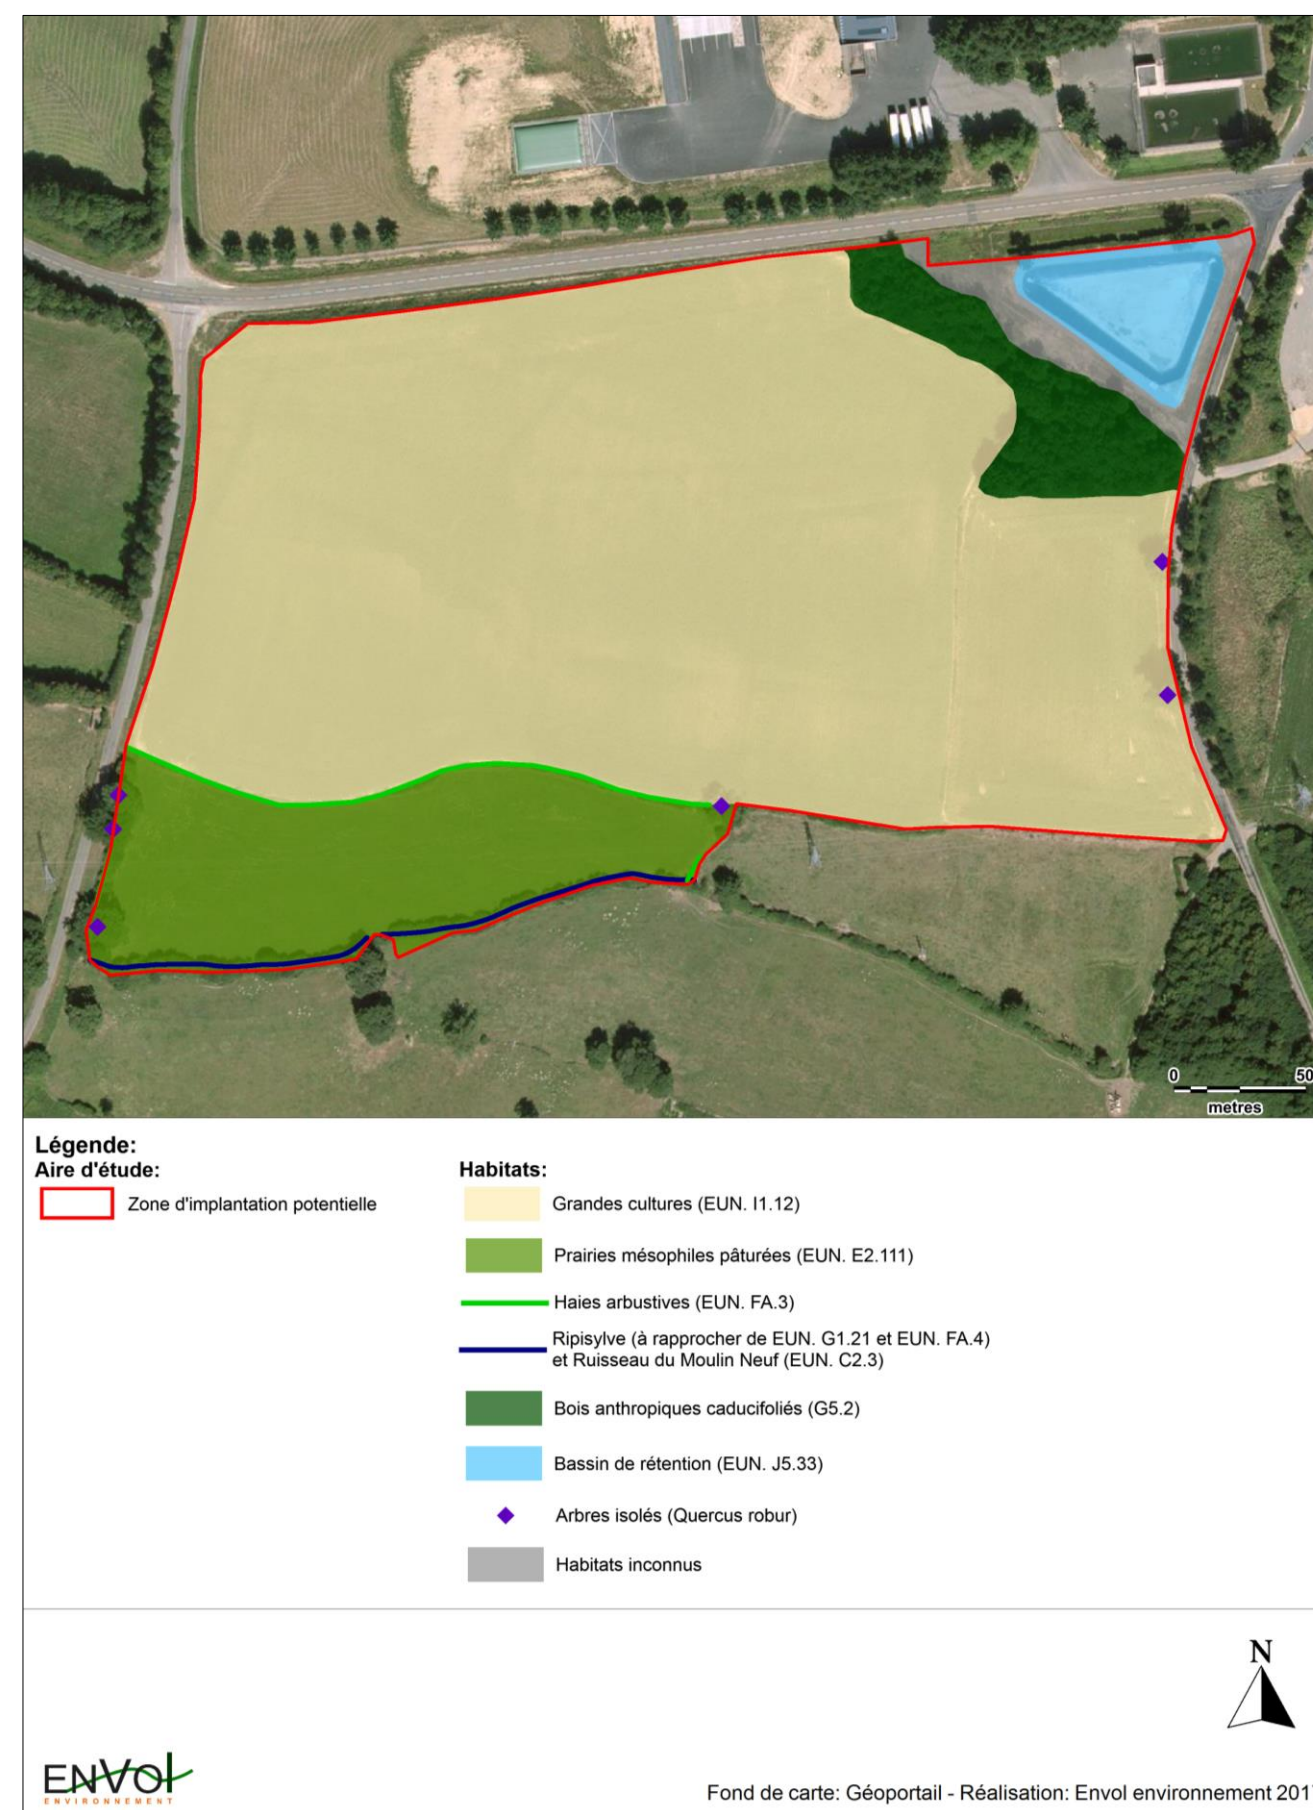 0 50
metres
Légende:
Aire d'étude:
Zone d'implantation potentielle
Habitats:
Grandes cultures (EUN. I1.12)
Prairies mésophiles pâturées (EUN. E2.111)
Haies arbustives (EUN. FA.3)
Ripisylve (à rapprocher de EUN. G1.21 et EUN. FA.4)
et Ruisseau du Moulin Neuf (EUN. C2.3)
Bois anthropiques caducifoliés (G5.2)
Bassin de rétention (EUN. J5.33)
Arbres isolés (Quercus robur)
Habitats inconnus
N
ENVOl
ENVIRONNEMENT
Fond de carte: Géoportail - Réalisation: Envol environnement 201